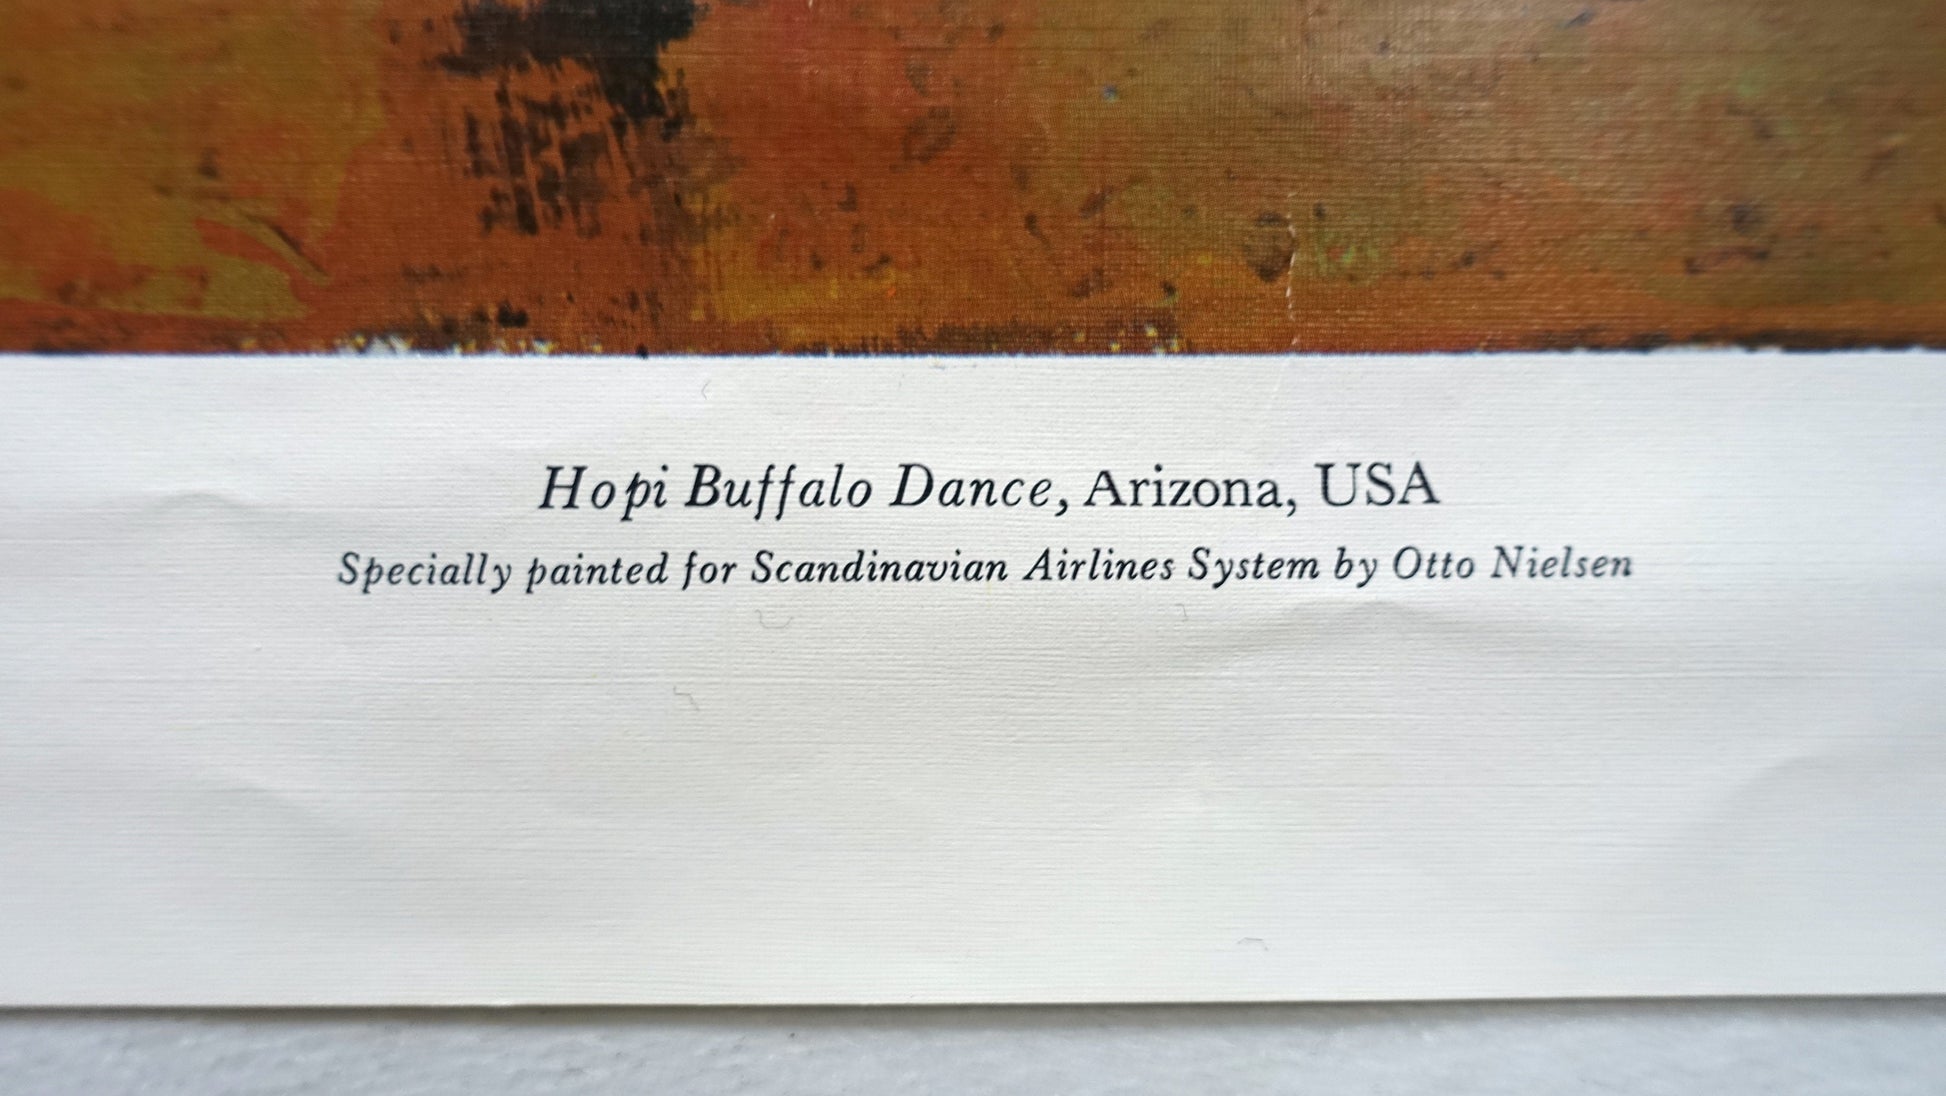 Hopi Buffalo Dance, Arizona, USA
Specially painted for Scandinavian Airlines System by Otto Nielsen